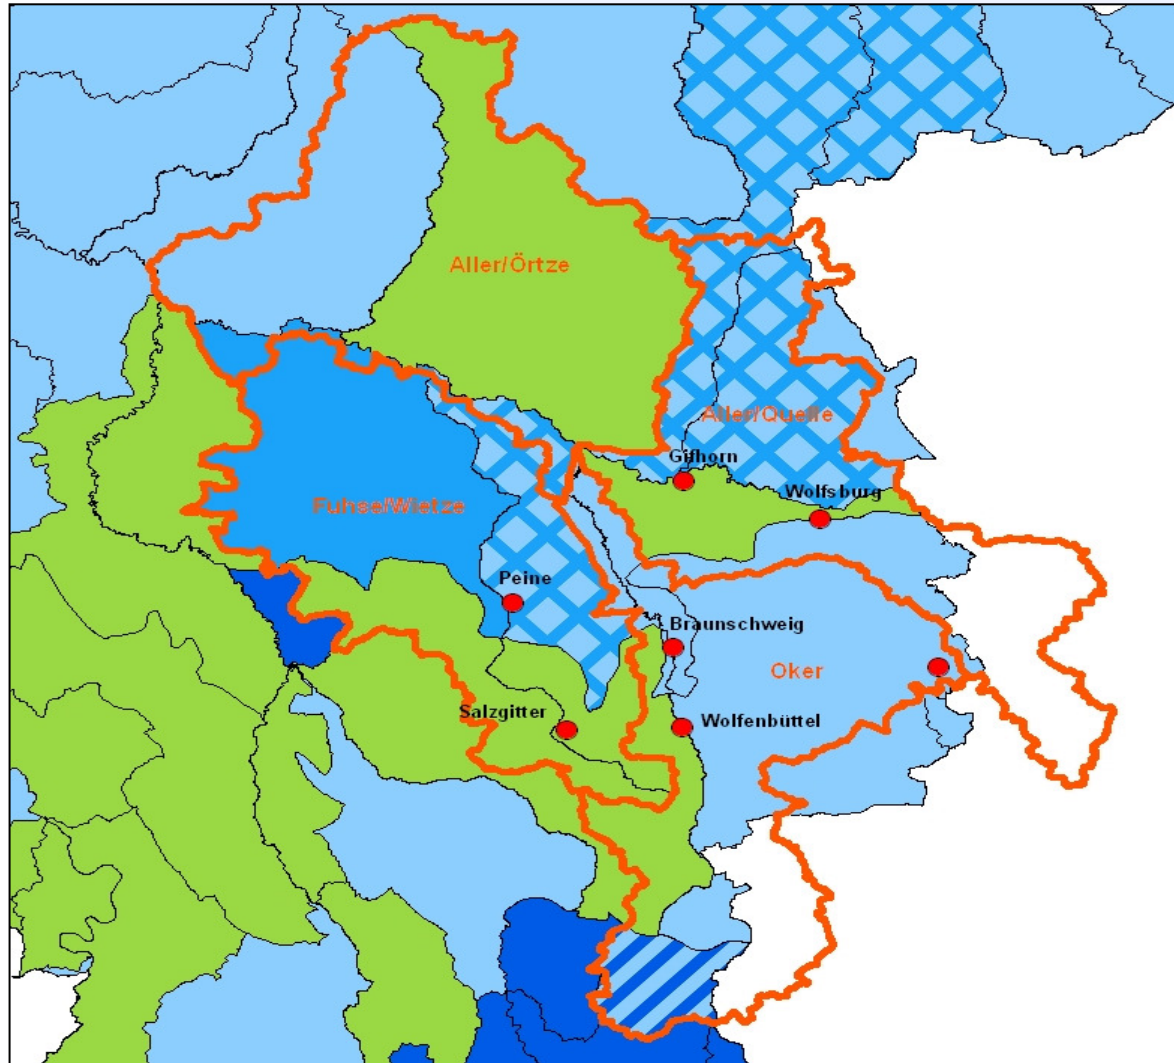 Aller/Örtze
Aller/Quelle
Gifhorn
Wolfsburg
Fuhse/Wietze
Peine
Braunschweig
Oker
Salzgitter
Wolfenbüttel